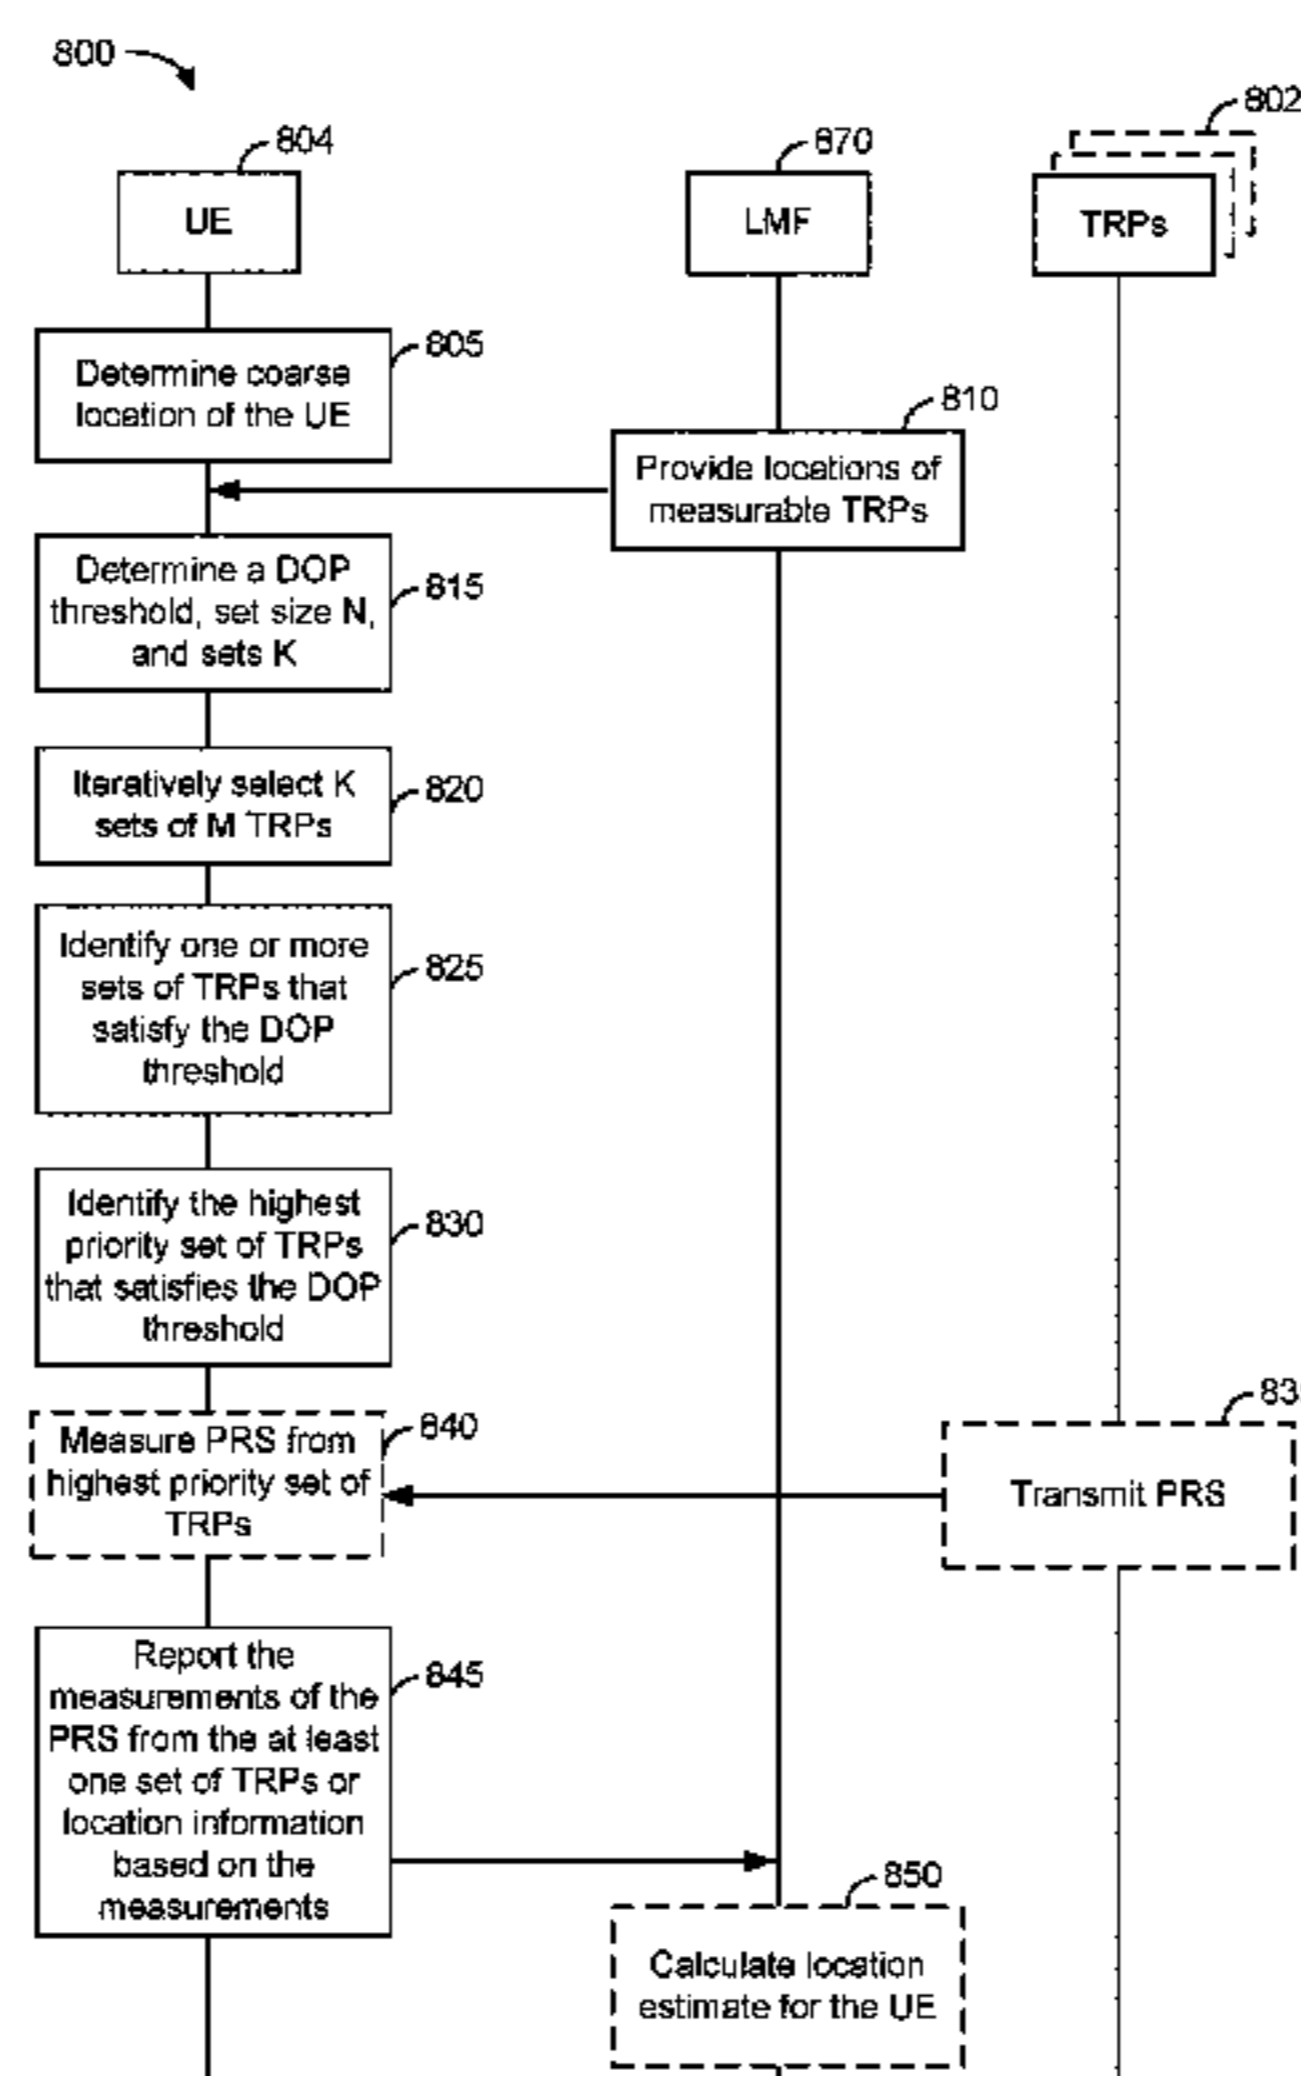 800
804
870
802
UE
LMF
TRPs
805
Determine coarse
location of the UE
810
Provide locations of
measurable TRPs
815
Determine a DOP
threshold, set size N,
and sets K
820
Iteratively select K
sets of M TRPs
825
Identify one or more
sets of TRPs that
satisfy the DOP
threshold
830
Identify the highest
priority set of TRPs
that satisfies the DOP
threshold
83
Transmit PRS
840
Measure PRS from
highest priority set of
TRPs
845
Report the
measurements of the
PRS from the at least
one set of TRPs or
location information
based on the
measurements
850
Calculate location
estimate for the UE